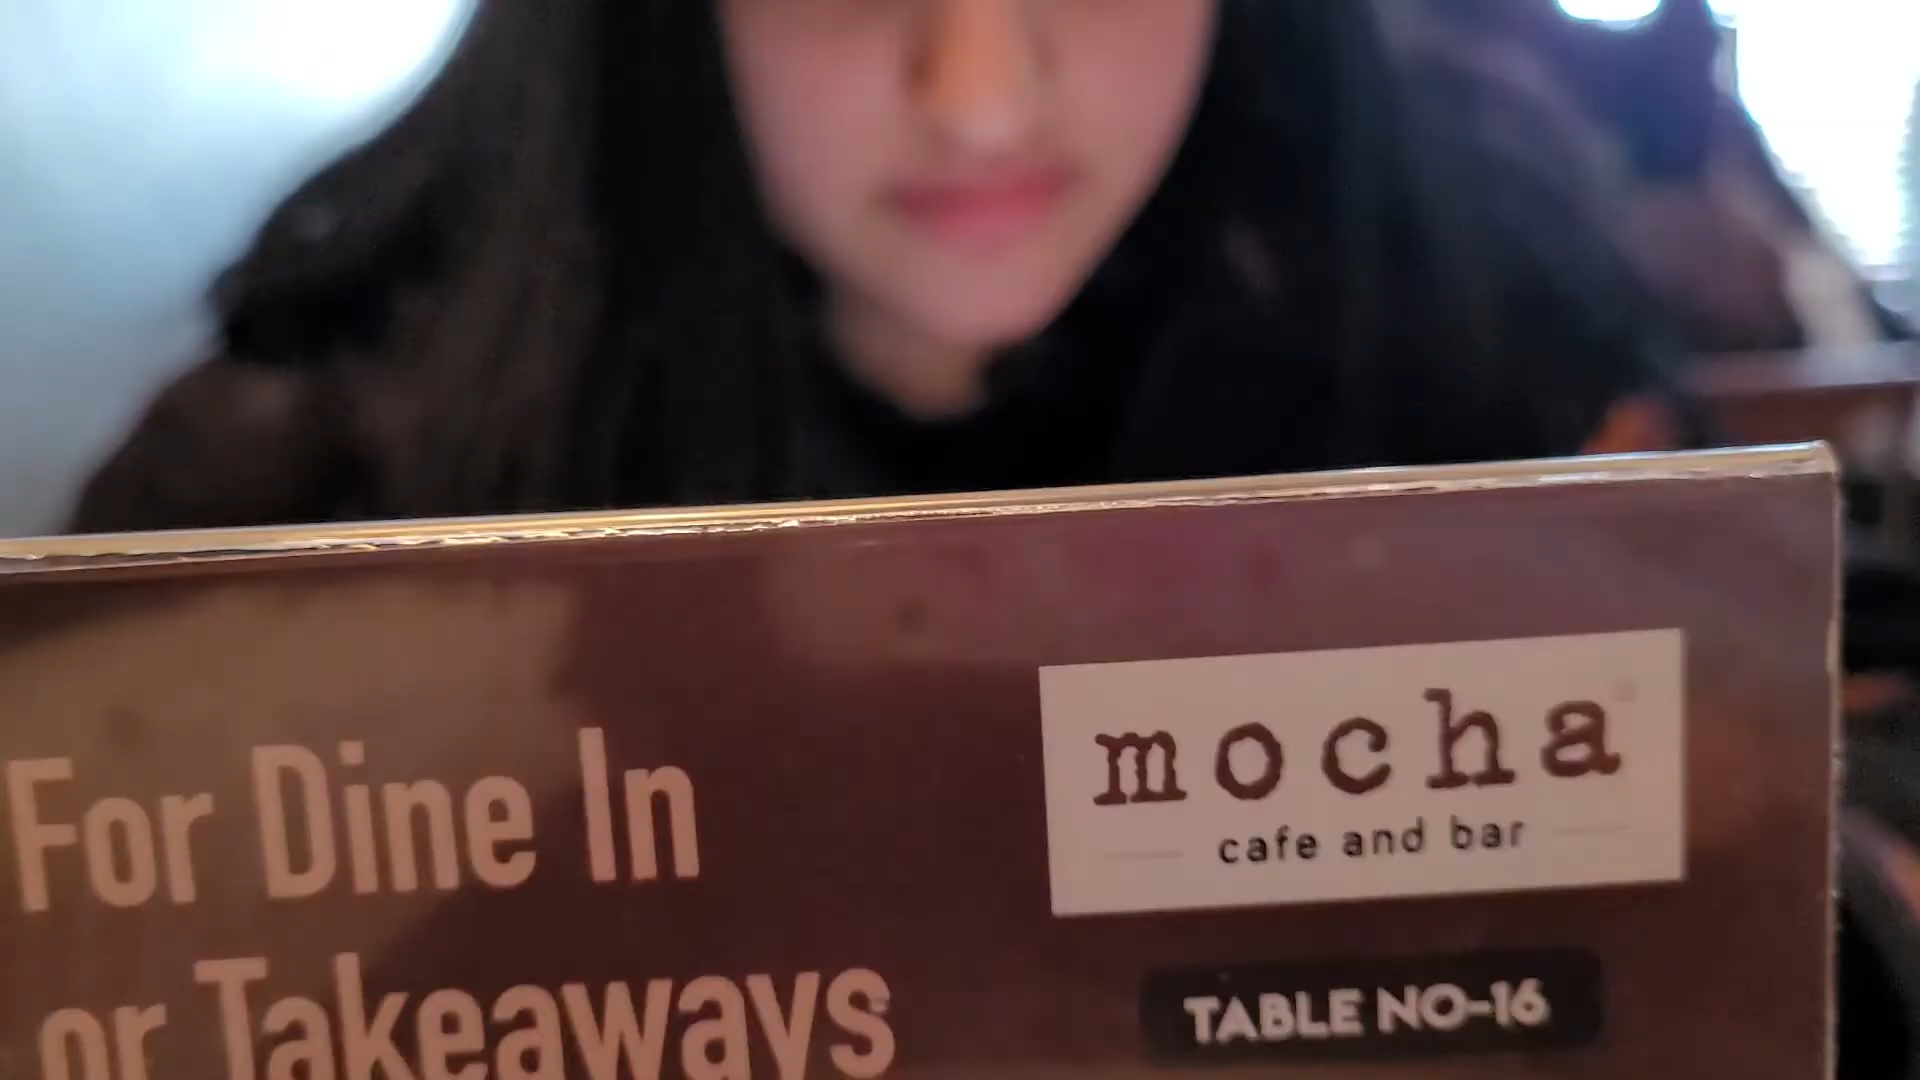 For Dine In
or Takeaways
mocha
cafe and bar
TABLE NO-16